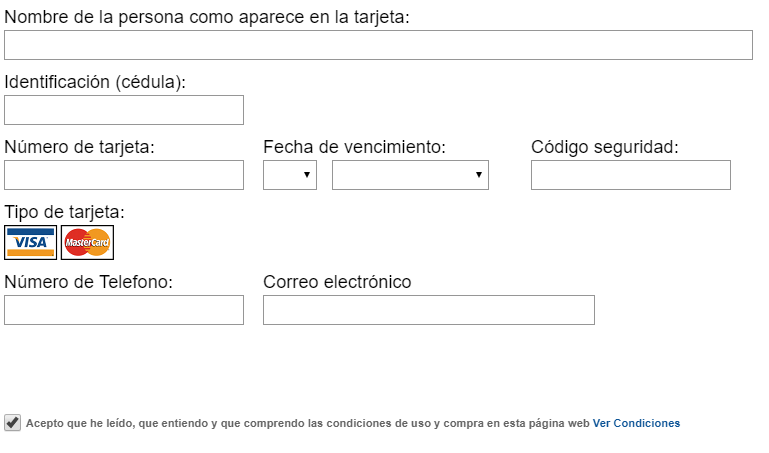 Nombre de la persona como aparece en la tarjeta:
Identificación (cédula):
Número de tarjeta: Fecha de vencimiento: Código seguridad:
Tipo de tarjeta:
VISA MasterCard
Número de Telefono: Correo electrónico
Acepto que he leído, que entiendo y que comprendo las condiciones de uso y compra en esta página web Ver Condiciones